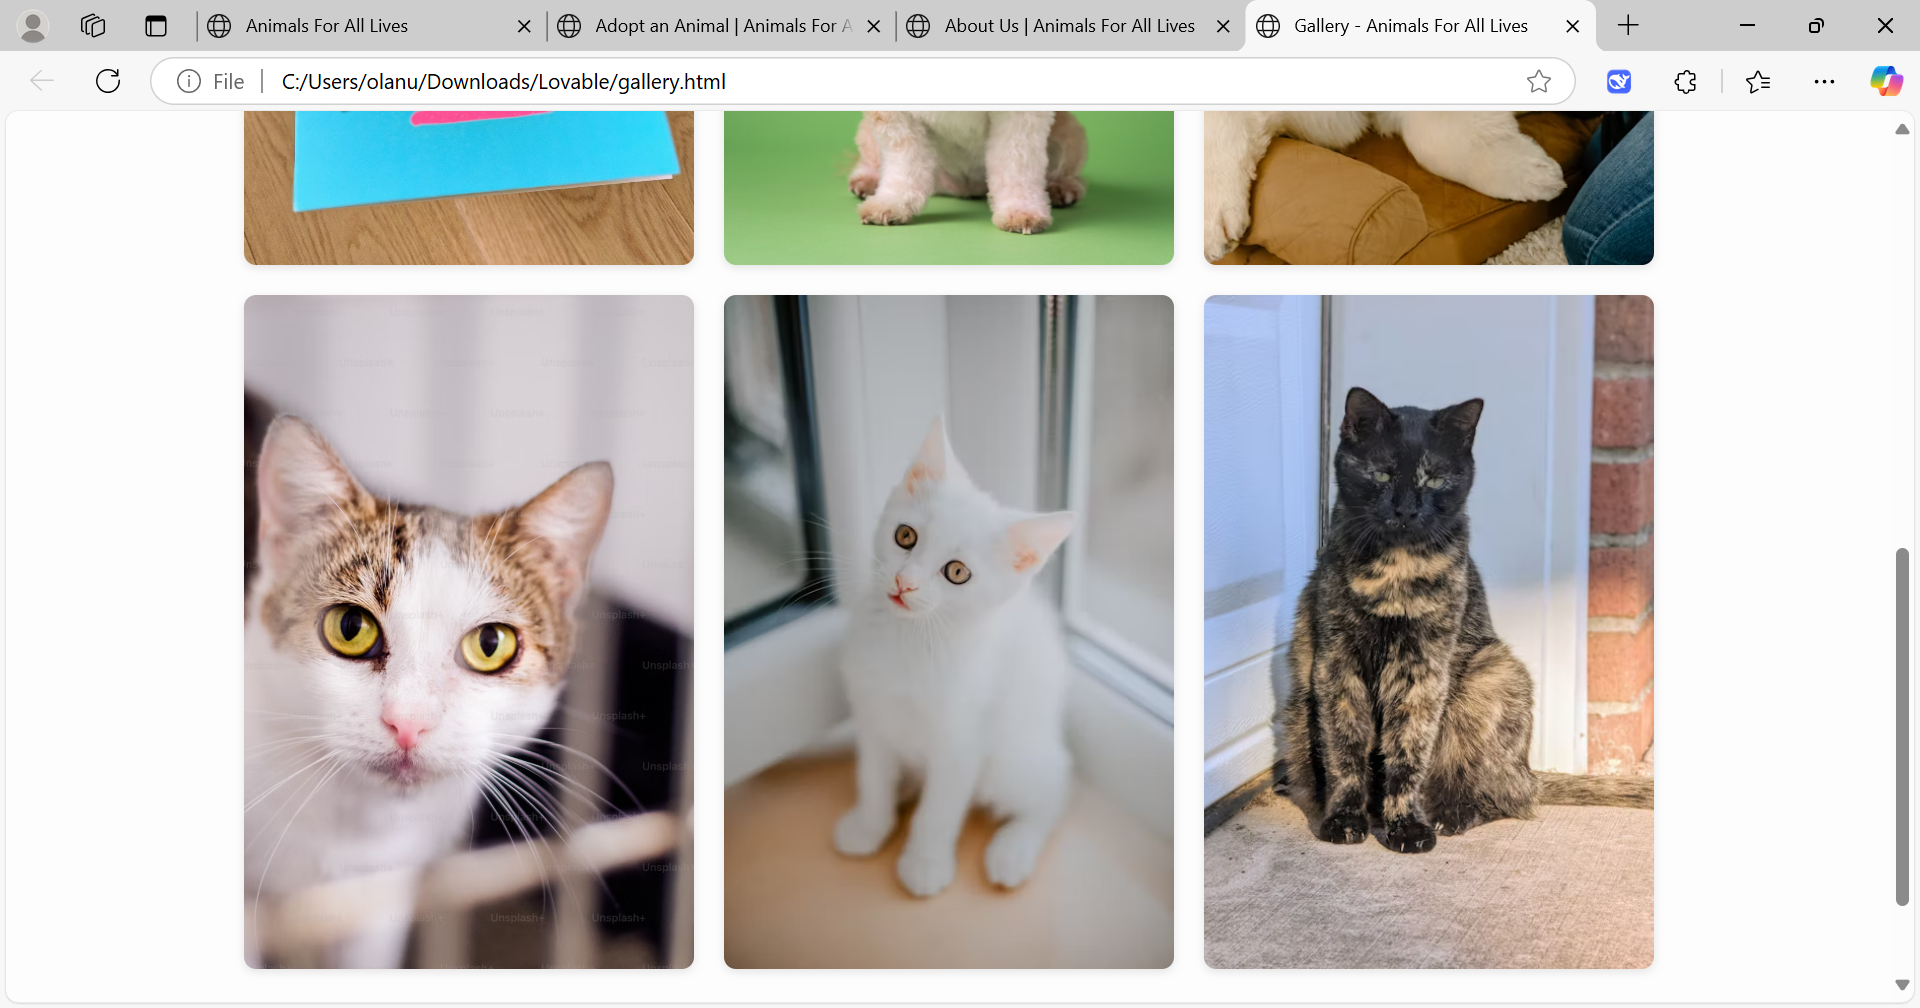 Animals For All Lives
Adopt an Animal | Animals For A
About Us | Animals For All Lives
Gallery - Animals For All Lives
File
C:/Users/olanu/Downloads/Lovable/gallery.html
Unsplash+